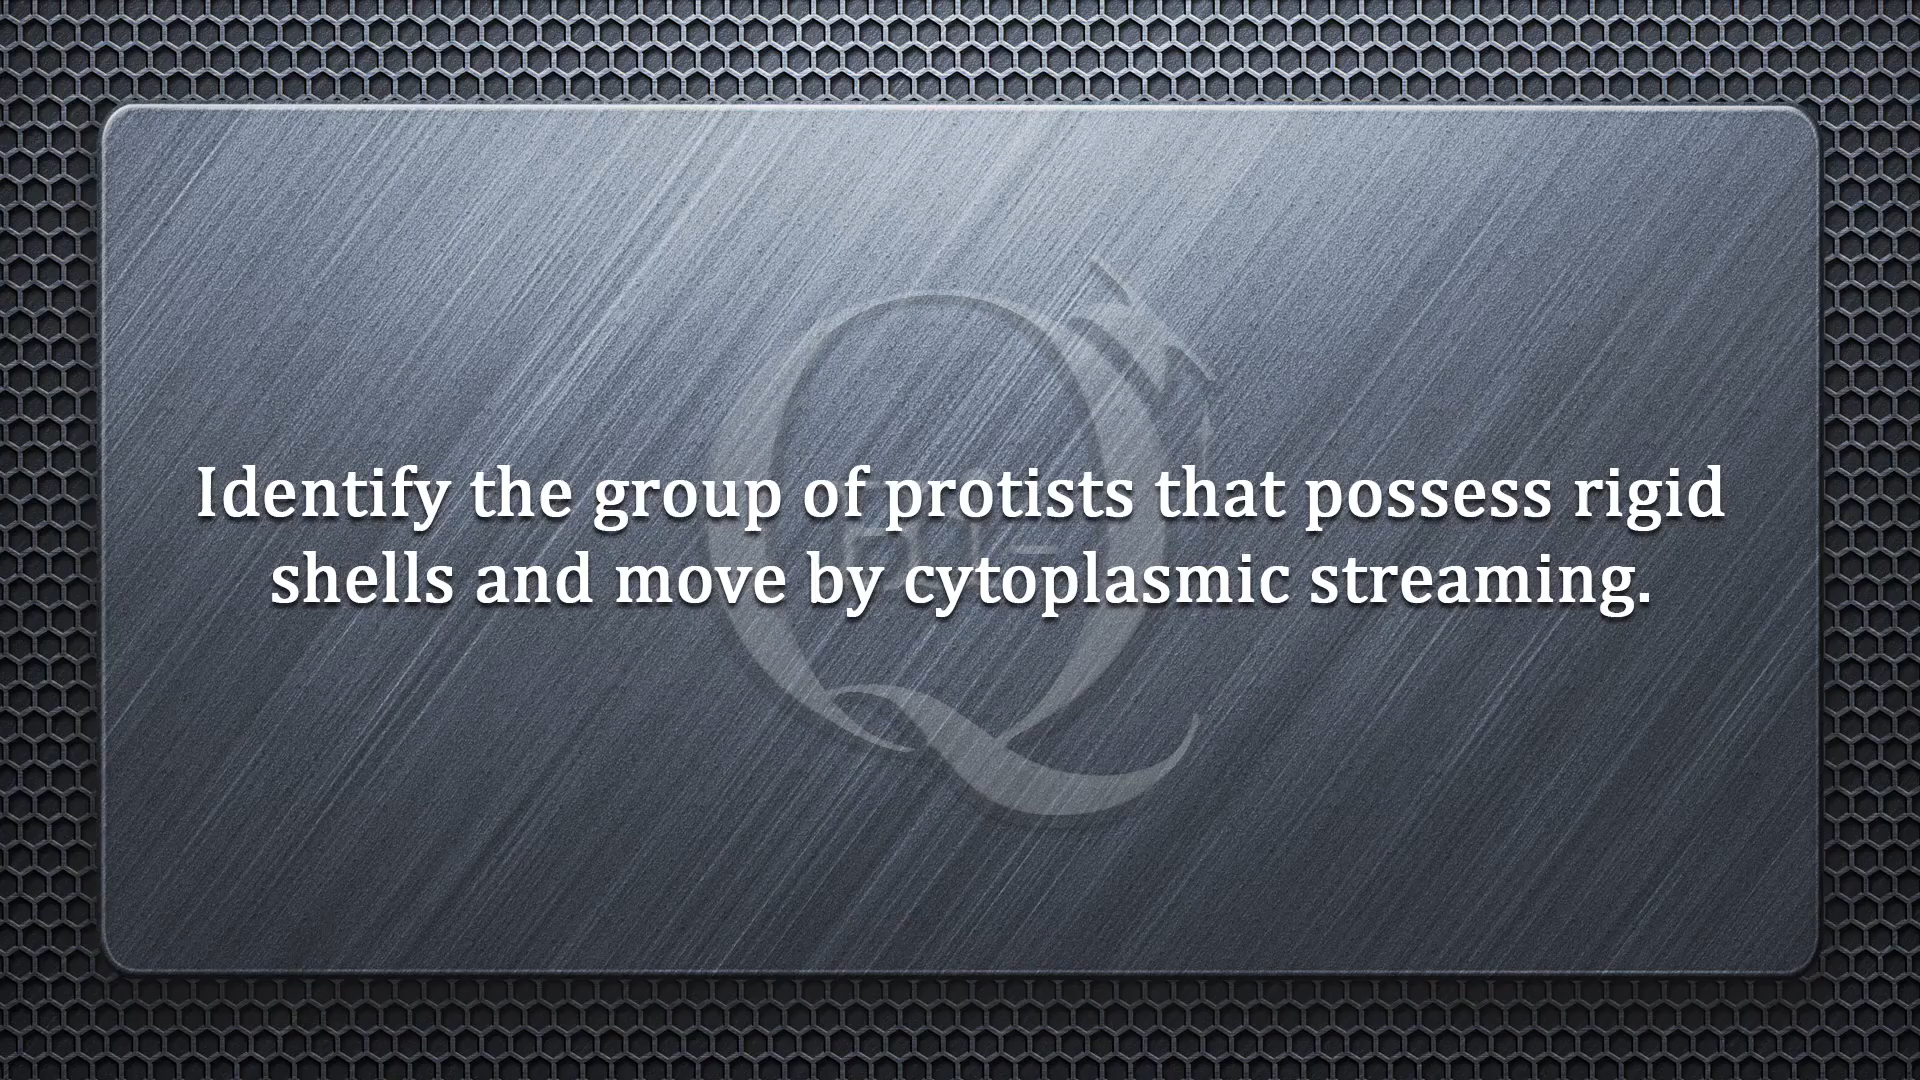 Identify the group of protists that possess rigid
shells and move by cytoplasmic streaming.